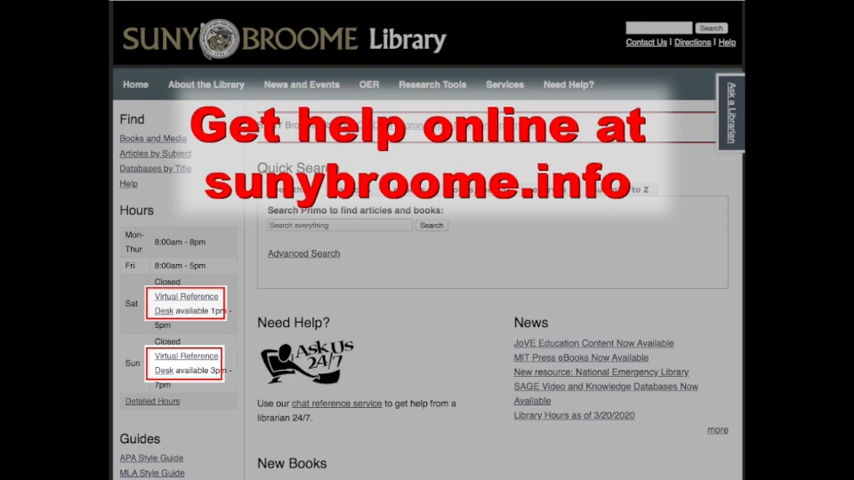 SUNY BROOME Library
Search
Contact Us | Directions | Help
Home About the Library News and Events OER Research Tools Services Need Help?
Ask a Librarian
Get help online at
sunybroome.info
Find
Books and Media
Articles by Subject
Databases by Title
Help
Quick Search
to Z
Search Primo to find articles and books:
Search everything Search
Advanced Search
Hours
Mon-
Thur 8:00am - 8pm
Fri 8:00am - 5pm
Sat Closed
Virtual Reference
Desk available 1pm -
5pm
Sun Closed
Virtual Reference
Desk available 3pm -
7pm
Detailed Hours
Need Help?
ASK US
24/7
Use our chat reference service to get help from a
librarian 24/7.
News
JoVE Education Content Now Available
MIT Press eBooks Now Available
New resource: National Emergency Library
SAGE Video and Knowledge Databases Now
Available
Library Hours as of 3/20/2020
more
Guides
APA Style Guide
MLA Style Guide
New Books